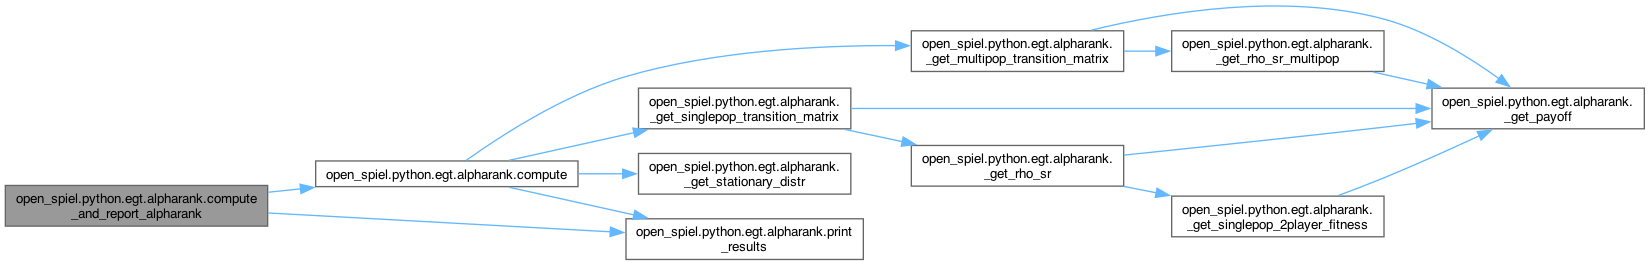 open_spiel.python.egt.alpharank.compute
_and_report_alpharank
open_spiel.python.egt.alpharank.compute
open_spiel.python.egt.alpharank.
_get_multipop_transition_matrix
open_spiel.python.egt.alpharank.
_get_singlepop_transition_matrix
open_spiel.python.egt.alpharank.
_get_stationary_distr
open_spiel.python.egt.alpharank.print
_results
open_spiel.python.egt.alpharank.
_get_rho_sr_multipop
open_spiel.python.egt.alpharank.
_get_rho_sr
open_spiel.python.egt.alpharank.
_get_singlepop_2player_fitness
open_spiel.python.egt.alpharank.
_get_payoff